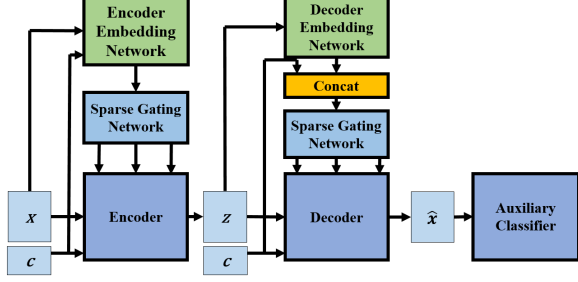 Encoder
Embedding
Network
Decoder
Embedding
Network
Concat
Sparse Gating
Network
Sparse Gating
Network
x
Encoder
z
Decoder
x̂
Auxiliary
Classifier
c
c